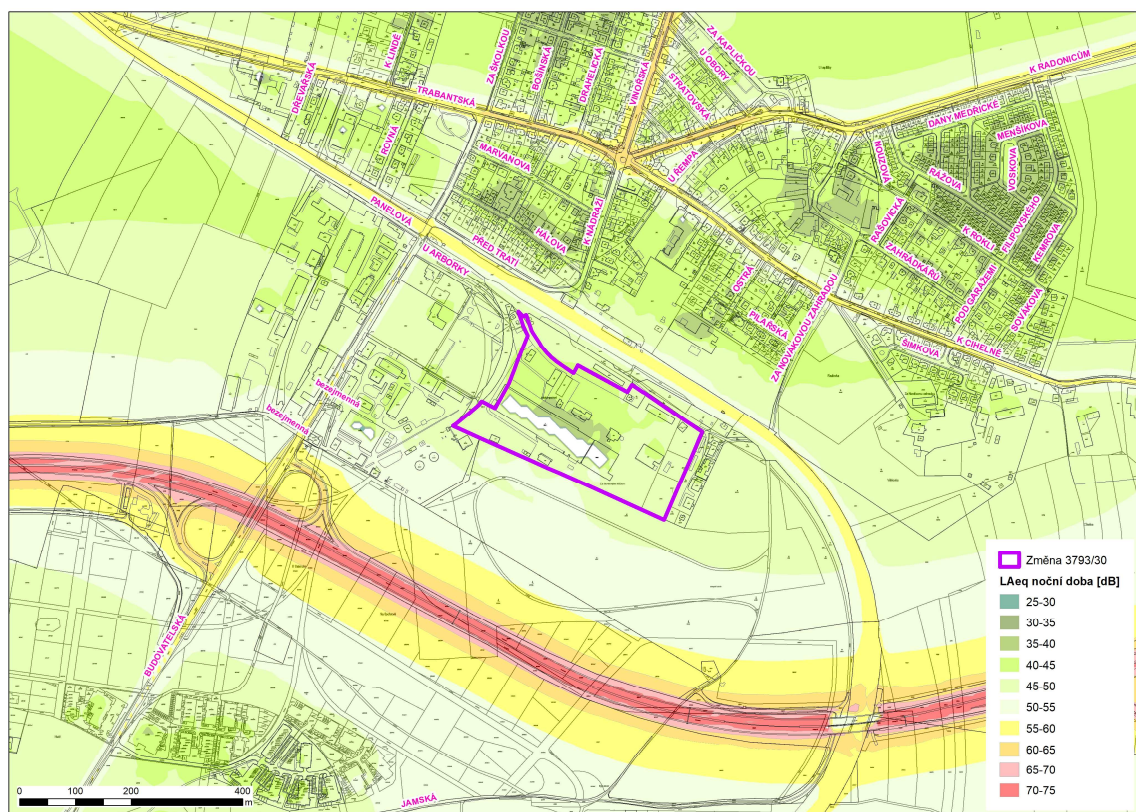 ZA KAPLIČKOU
U OBORY
STRATOVSKÁ
K LINDĚ
ZA ŠKOLKOU
BOŠINSKÁ
DRAHELICKÁ
VINOŘSKÁ
K RADONICŮM
DŘEVAŘSKÁ
TRABANTSKÁ
DANY MEDŘICKÉ
MENŠÍKOVA
ROVNÁ
MARVANOVA
U ŘEMPA
KOUZOVÁ
RÁŽOVA
VOSKOVA
PANELOVÁ
K NÁDRAŽÍ
HÁLOVA
RAŠOVICKÁ
FILIPOVSKÉHO
U ARBORKY
PŘED TRATÍ
K ROKLI
KEMROVA
OSTRÁ
ZAHRÁDKÁŘŮ
POD GARÁŽEMI
PILAŘSKÁ
ZA NOVÁKOVOU ZAHRADOU
SOVÁKOVA
ŠIMKOVA
K CIHELNĚ
bezejmenná
bezejmenná
BUDOVATELSKÁ
JAMSKÁ
Změna 3793/30
LAeq noční doba [dB]
25-30
30-35
35-40
40-45
45-50
50-55
55-60
60-65
65-70
70-75
0 100 200 400
m